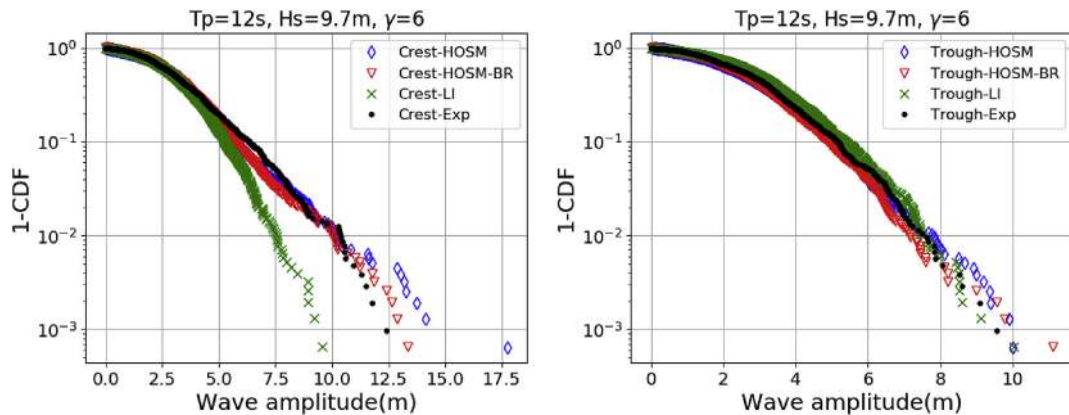 Tp=12s, Hs=9.7m, γ=6
Crest-HOSM
Crest-HOSM-BR
Crest-LI
Crest-Exp
10⁰
10⁻¹
10⁻²
10⁻³
1-CDF
0.0 2.5 5.0 7.5 10.0 12.5 15.0 17.5
Wave amplitude(m)
Tp=12s, Hs=9.7m, γ=6
Trough-HOSM
Trough-HOSM-BR
Trough-LI
Trough-Exp
10⁰
10⁻¹
10⁻²
10⁻³
1-CDF
0 2 4 6 8 10
Wave amplitude(m)